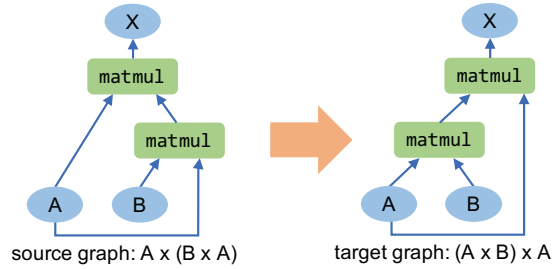 X
matmul
matmul
A
B
source graph: A x (B x A)
X
matmul
matmul
A
B
target graph: (A x B) x A